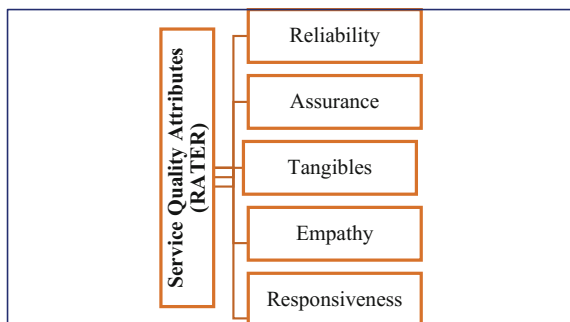 Service Quality Attributes
(RATER)
Reliability
Assurance
Tangibles
Empathy
Responsiveness